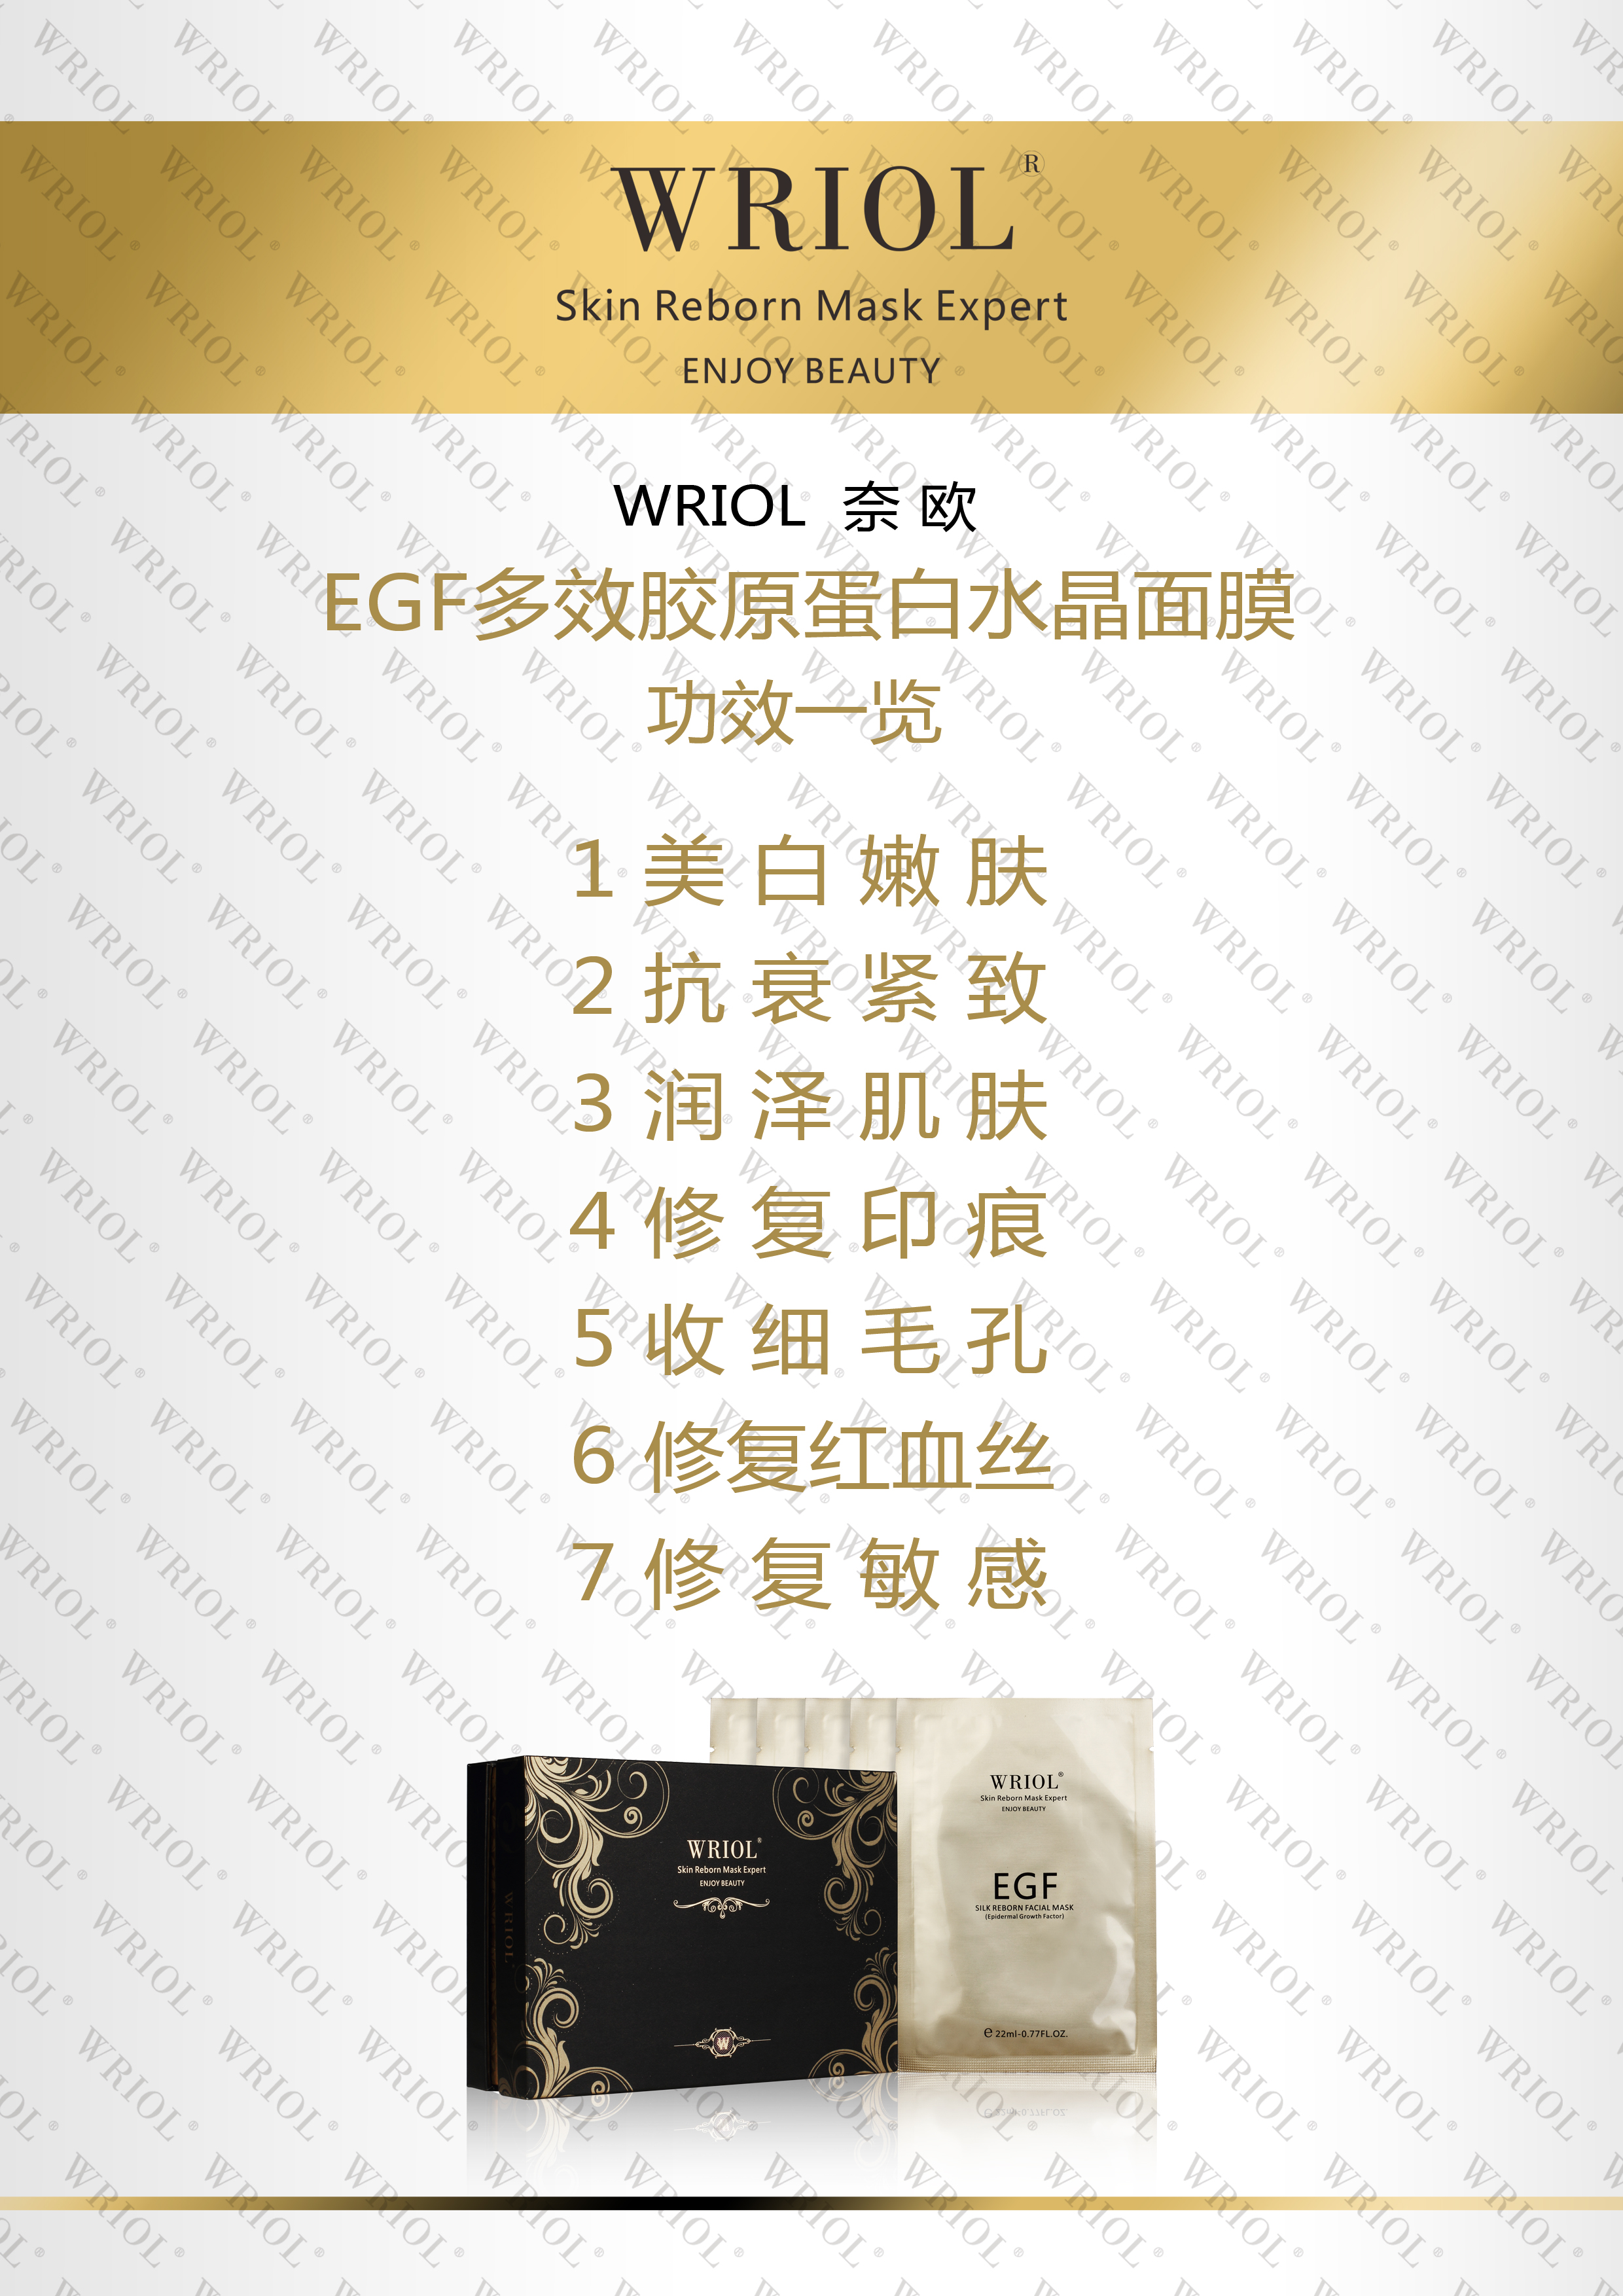 WRIOL®
Skin Reborn Mask Expert
ENJOY BEAUTY
WRIOL 奈欧
EGF多效胶原蛋白水晶面膜
功效一览
1 美白嫩肤
2 抗衰紧致
3 润泽肌肤
4 修复印痕
5 收细毛孔
6 修复红血丝
7 修复敏感
WRIOL®
Skin Reborn Mask Expert
ENJOY BEAUTY
W
WRIOL
WRIOL®
Skin Reborn Mask Expert
ENJOY BEAUTY
EGF
SILK REBORN FACIAL MASK
(Epidermal Growth Factor)
e 22ml-0.77FL.OZ.